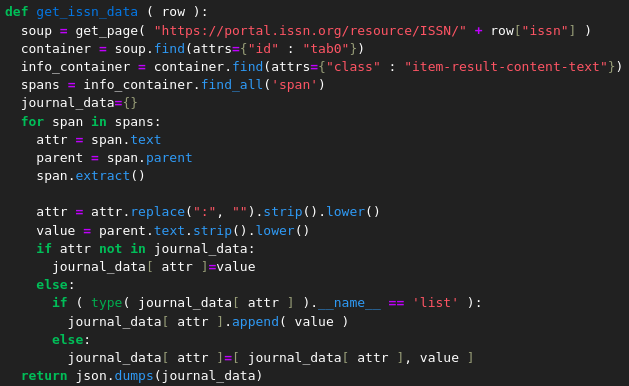 def get_issn_data ( row ):
  soup = get_page( "https://portal.issn.org/resource/ISSN/" + row["issn"] )
  container = soup.find(attrs={"id" : "tab0"})
  info_container = container.find(attrs={"class" : "item-result-content-text"})
  spans = info_container.find_all('span')
  journal_data={}
  for span in spans:
    attr = span.text
    parent = span.parent
    span.extract()

    attr = attr.replace(":", "").strip().lower()
    value = parent.text.strip().lower()
    if attr not in journal_data:
      journal_data[ attr ]=value
    else:
      if ( type( journal_data[ attr ] ).__name__ == 'list' ):
        journal_data[ attr ].append( value )
      else:
        journal_data[ attr ]=[ journal_data[ attr ], value ]
  return json.dumps(journal_data)